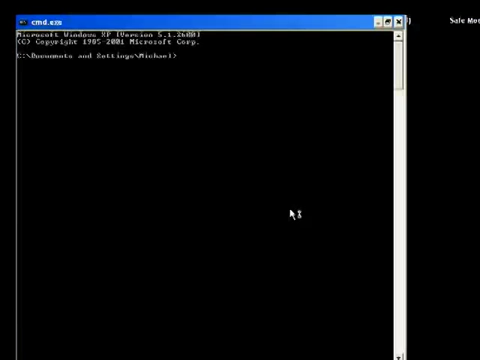 cmd.exe
Microsoft Windows XP [Version 5.1.2600]
(C) Copyright 1985-2001 Microsoft Corp.
C:\Documents and Settings\Michael>
Safe Mo